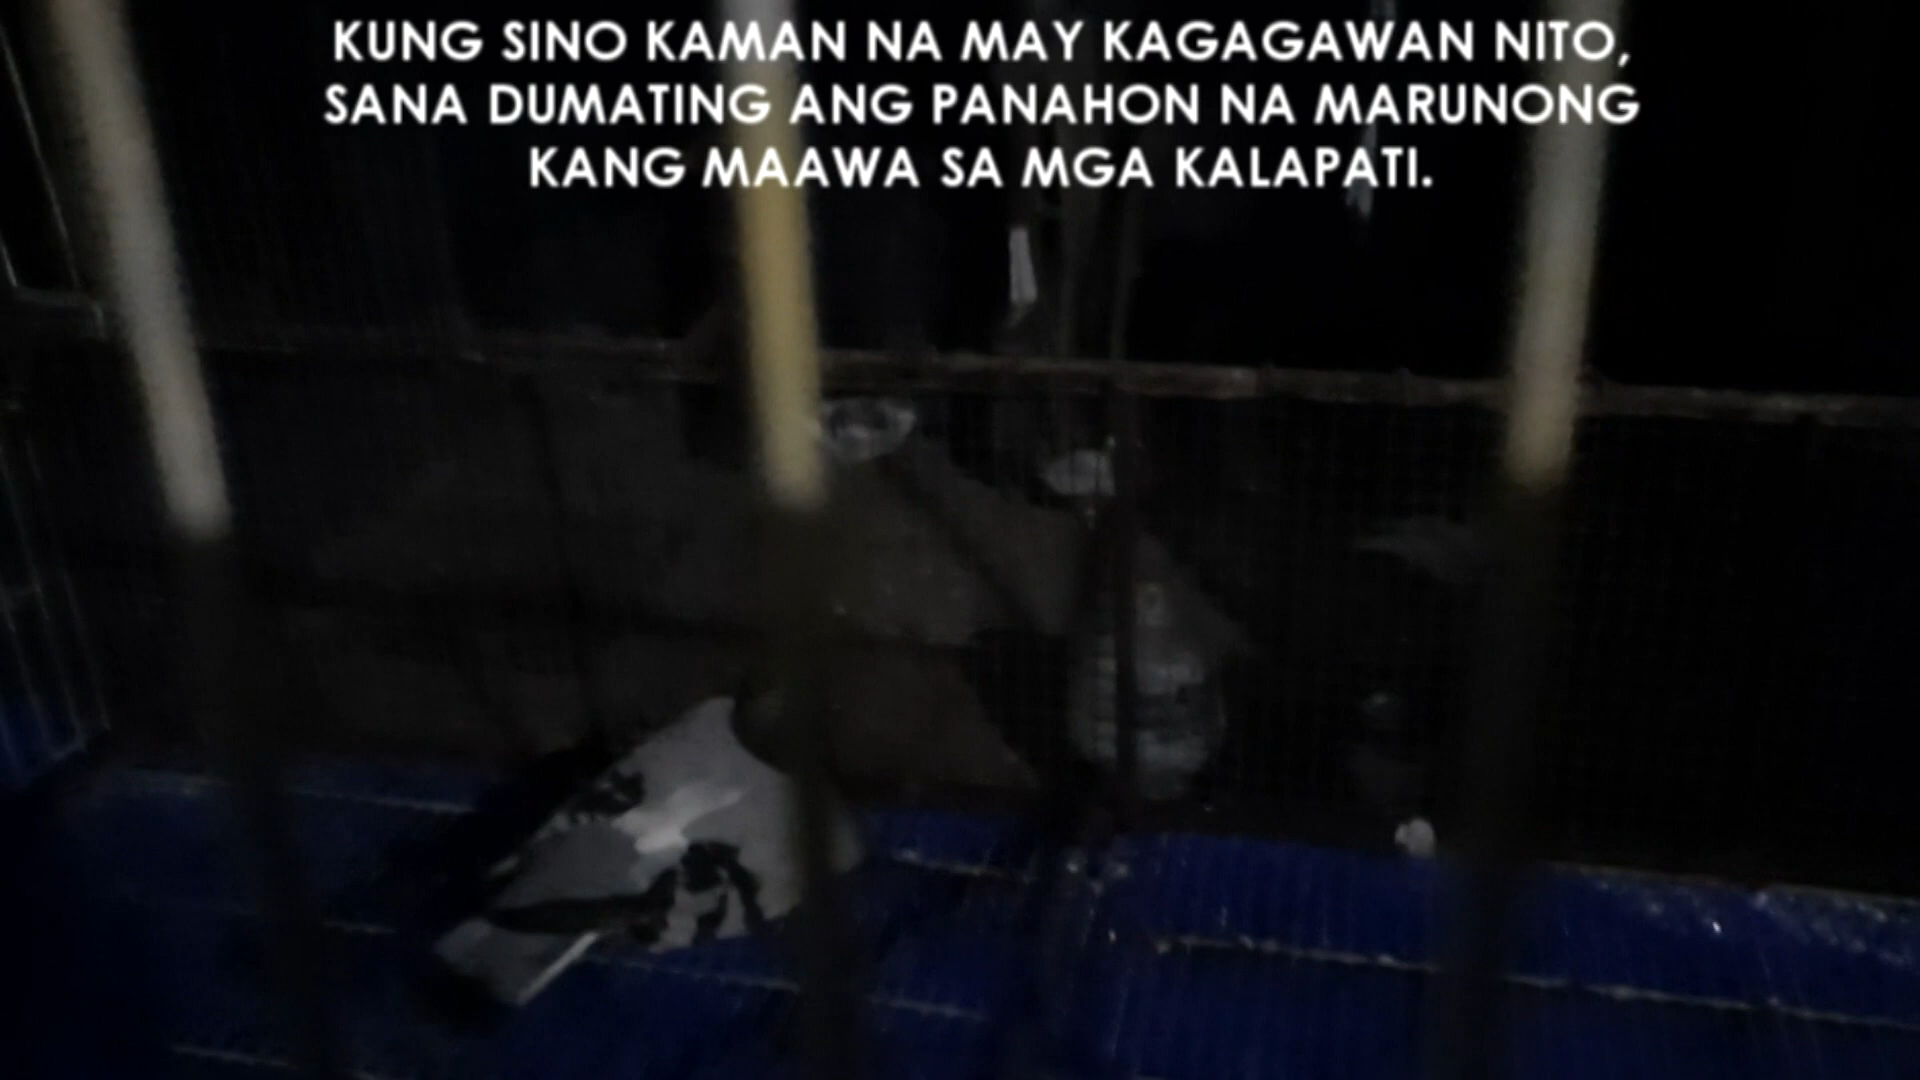 KUNG SINO KAMAN NA MAY KAGAGAWAN NITO,
SANA DUMATING ANG PANAHON NA MARUNONG
KANG MAAWA SA MGA KALAPATI.